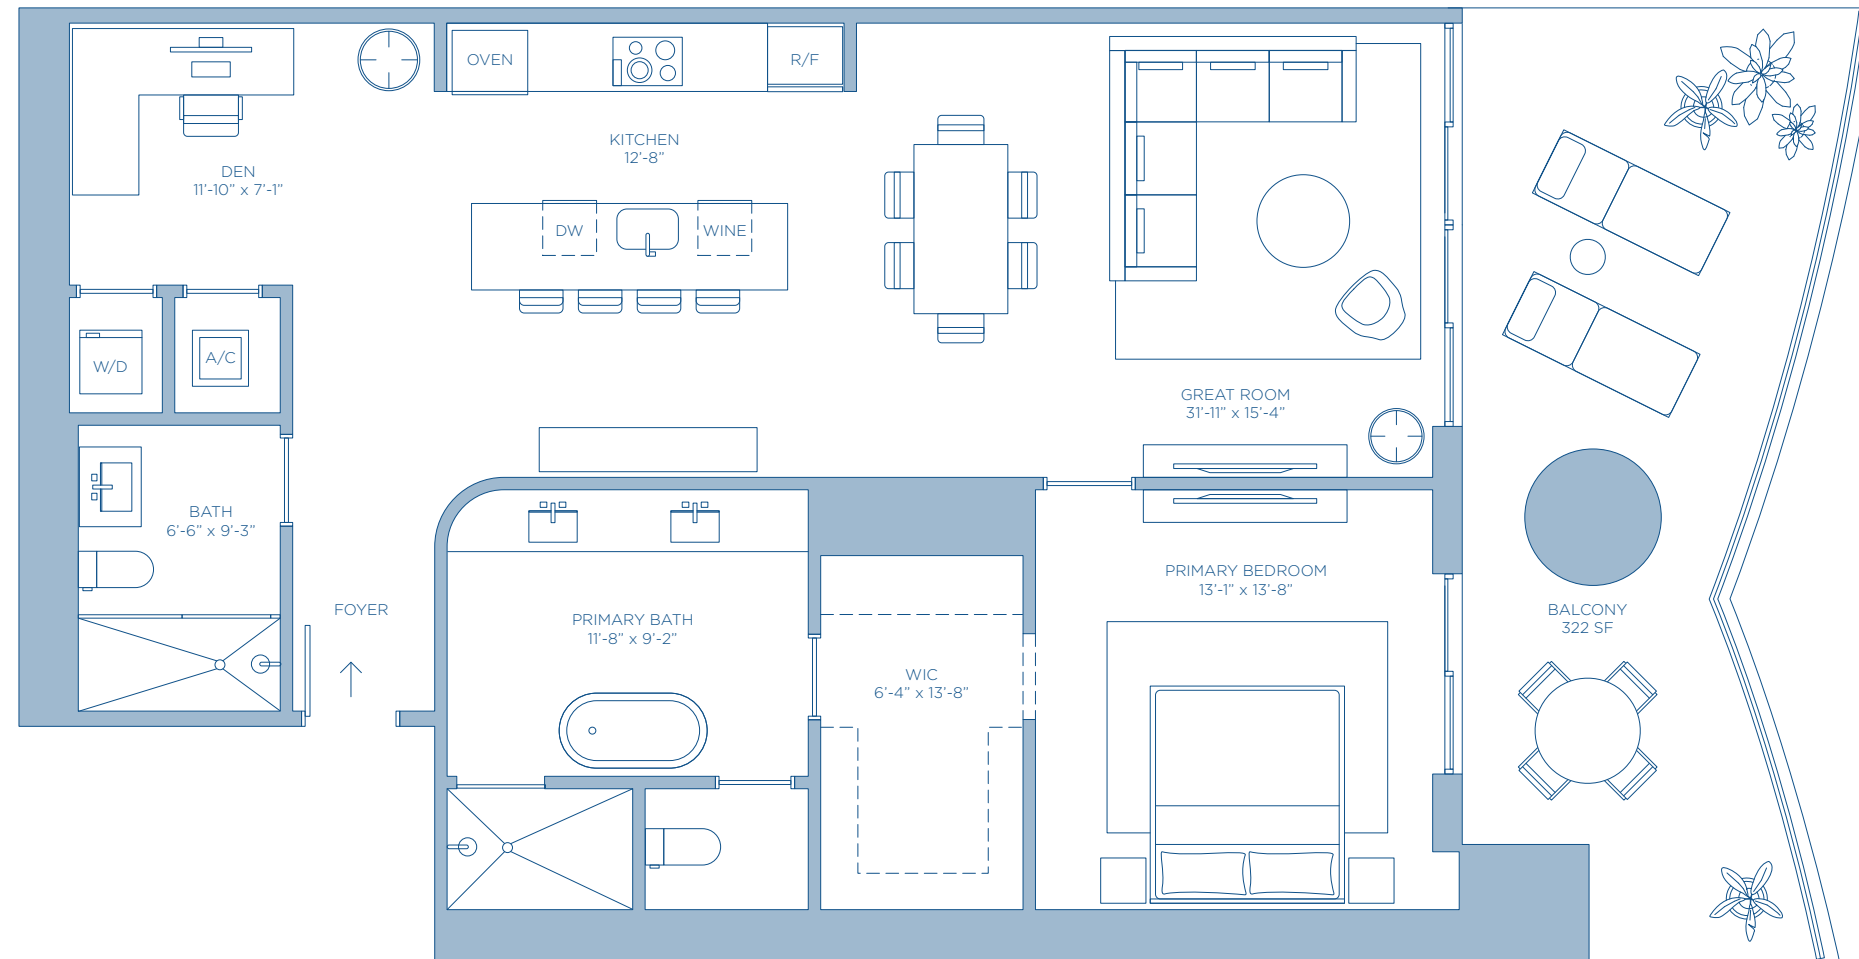 OVEN
R/F
KITCHEN
12'-8”
DEN
11'-10” x 7'-1”
DW
WINE
W/D
A/C
GREAT ROOM
31'-11” x 15'-4”
BATH
6'-6” x 9'-3”
FOYER
PRIMARY BATH
11'-8” x 9'-2”
WIC
6'-4” x 13'-8”
PRIMARY BEDROOM
13'-1” x 13'-8”
BALCONY
322 SF